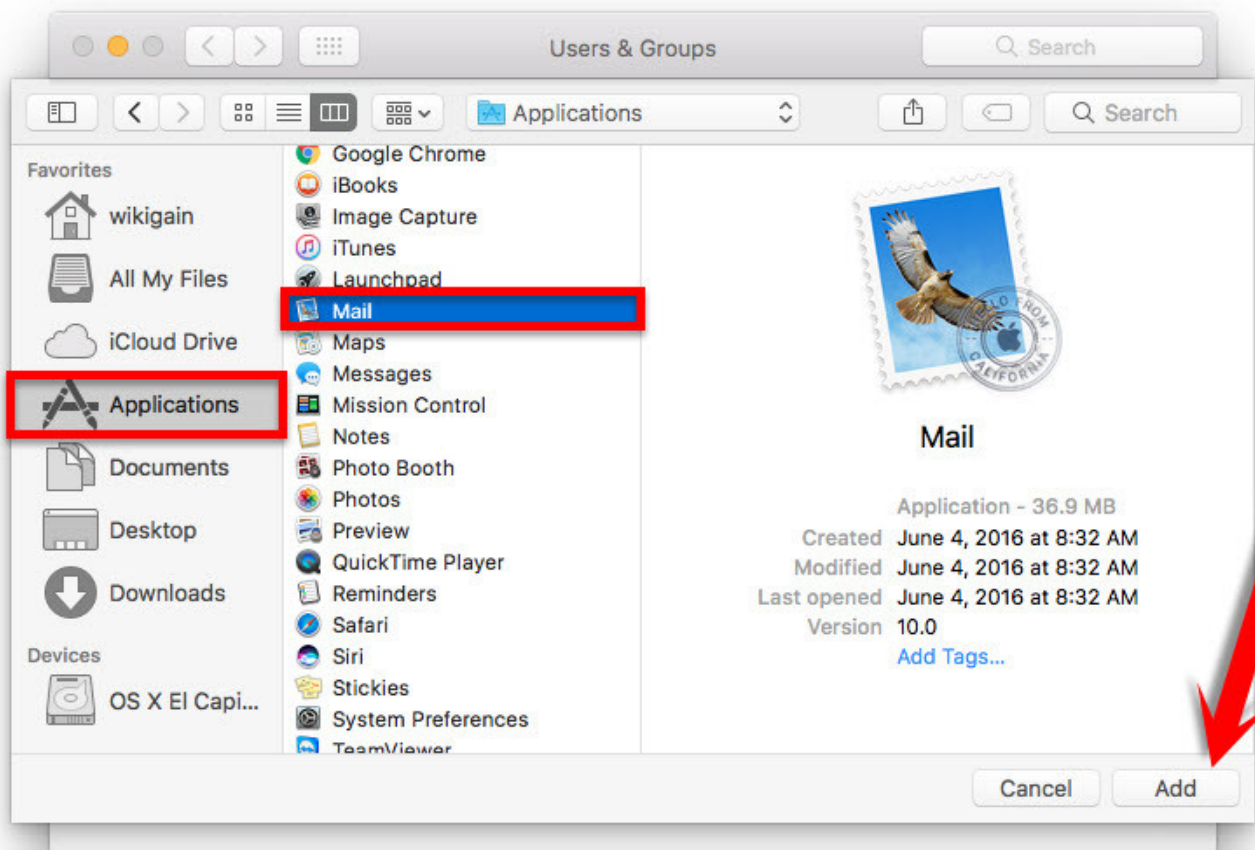 Users & Groups
Search
Applications
Search
Favorites
wikigain
All My Files
iCloud Drive
Applications
Documents
Desktop
Downloads
Devices
OS X El Capi...
Google Chrome
iBooks
Image Capture
iTunes
Launchpad
Mail
Maps
Messages
Mission Control
Notes
Photo Booth
Photos
Preview
QuickTime Player
Reminders
Safari
Siri
Stickies
System Preferences
TeamViewer
HELLO FROM
CALIFORNIA
Mail
Application - 36.9 MB
Created June 4, 2016 at 8:32 AM
Modified June 4, 2016 at 8:32 AM
Last opened June 4, 2016 at 8:32 AM
Version 10.0
Add Tags...
Cancel
Add